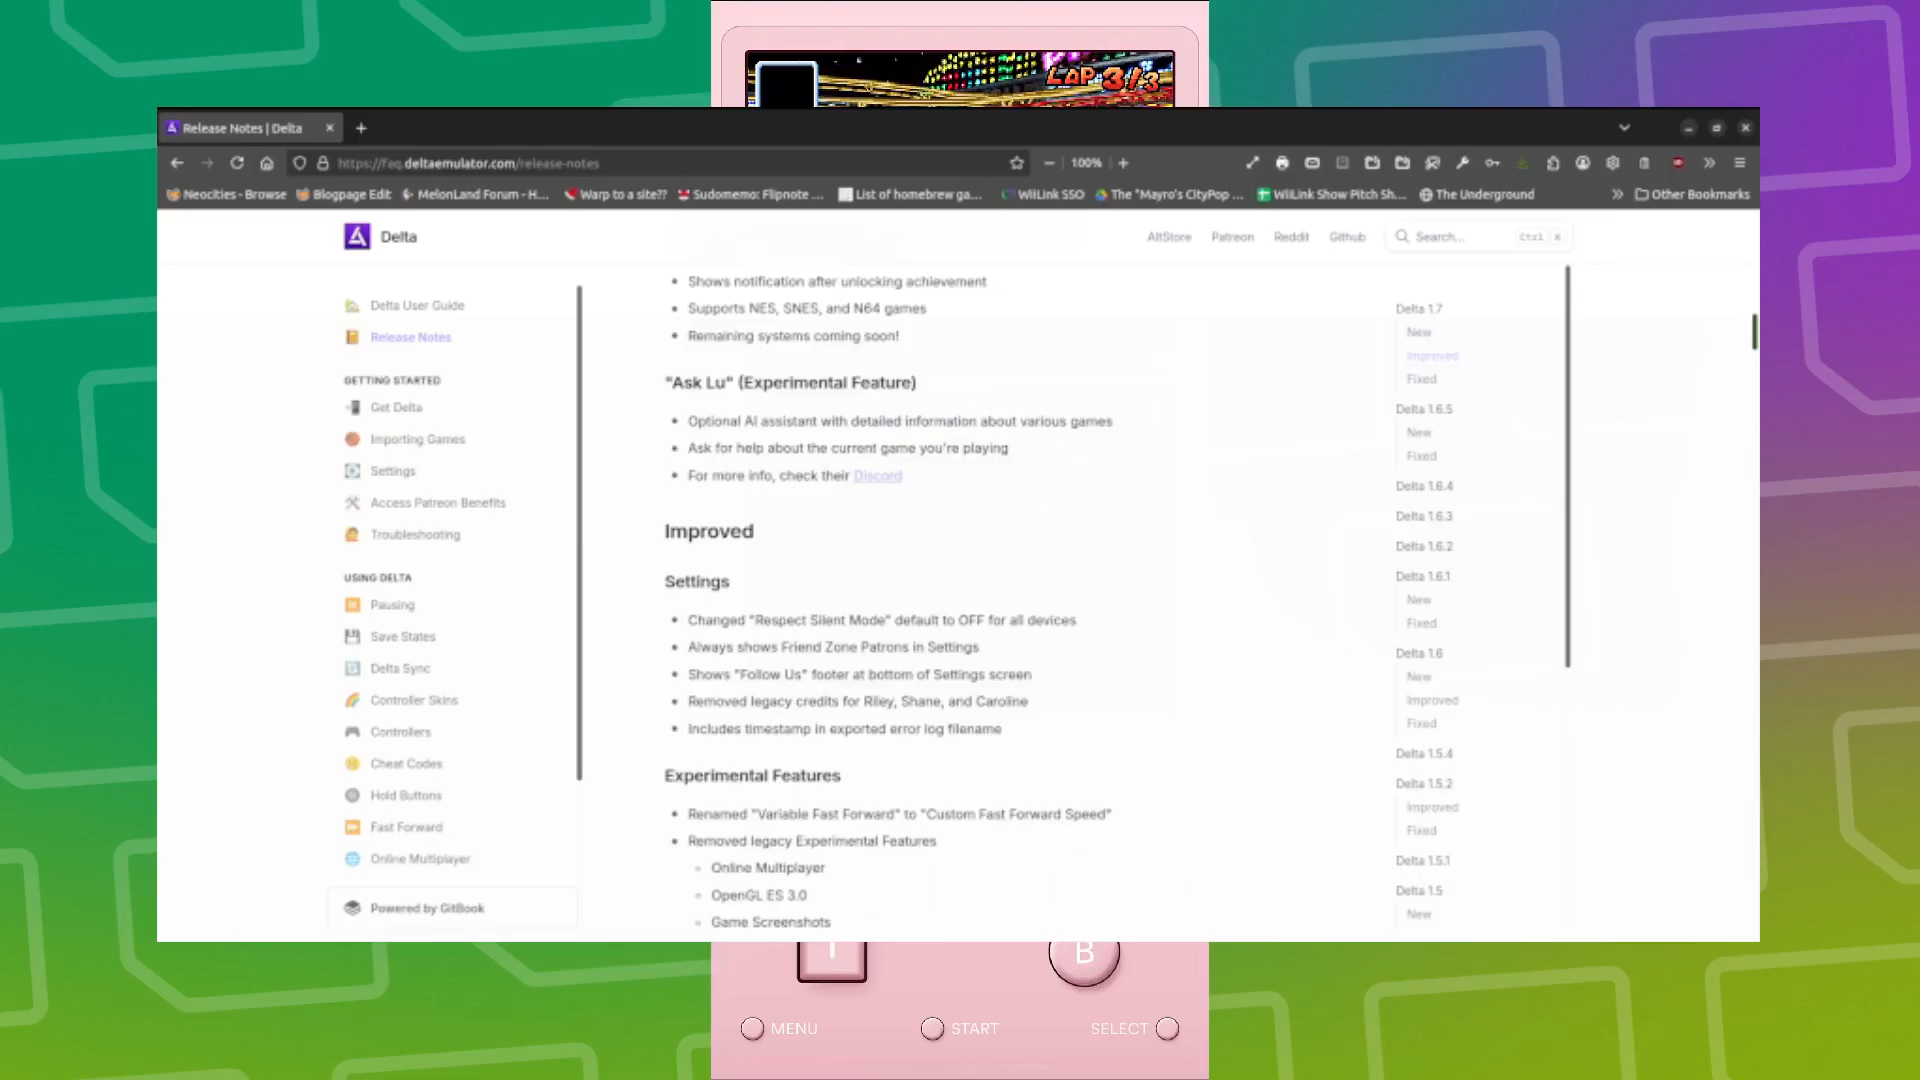 LAP 3/3
Release Notes | Delta
https://faq.deltaemulator.com/release-notes
100%
Neocities - Browse
Blogpage Edit
MelonLand Forum - H...
Warp to a site??
Sudomemo: Flipnote ...
List of homebrew ga...
WiiLink SSO
The "Mayro's CityPop ...
WiiLink Show Pitch Sh...
The Underground
Other Bookmarks
Delta
AltStore
Patreon
Reddit
Github
Search...
Ctrl K
Delta User Guide
Release Notes
GETTING STARTED
Get Delta
Importing Games
Settings
Access Patreon Benefits
Troubleshooting
USING DELTA
Pausing
Save States
Delta Sync
Controller Skins
Controllers
Cheat Codes
Hold Buttons
Fast Forward
Online Multiplayer
Powered by GitBook
Shows notification after unlocking achievement
Supports NES, SNES, and N64 games
Remaining systems coming soon!
"Ask Lu" (Experimental Feature)
Optional AI assistant with detailed information about various games
Ask for help about the current game you're playing
For more info, check their Discord
Improved
Settings
Changed "Respect Silent Mode" default to OFF for all devices
Always shows Friend Zone Patrons in Settings
Shows "Follow Us" footer at bottom of Settings screen
Removed legacy credits for Riley, Shane, and Caroline
Includes timestamp in exported error log filename
Experimental Features
Renamed "Variable Fast Forward" to "Custom Fast Forward Speed"
Removed legacy Experimental Features
Online Multiplayer
OpenGL ES 3.0
Game Screenshots
Delta 1.7
New
Improved
Fixed
Delta 1.6.5
New
Fixed
Delta 1.6.4
Delta 1.6.3
Delta 1.6.2
Delta 1.6.1
New
Fixed
Delta 1.6
New
Improved
Fixed
Delta 1.5.4
Delta 1.5.2
Improved
Fixed
Delta 1.5.1
Delta 1.5
New
B
MENU
START
SELECT